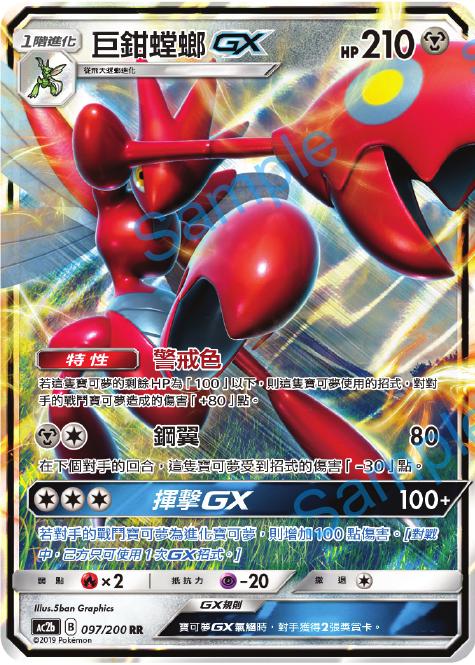 1階進化
巨鉗螳螂GX
HP 210
從飛天螳螂進化
Sample
特性 警戒色
若這隻寶可夢的剩餘HP為「100」以下，則這隻寶可夢使用的招式，對對
手的戰鬥寶可夢造成的傷害「+80」點。
鋼翼 80
在下個對手的回合，這隻寶可夢受到招式的傷害「-30」點。
Sample
揮擊GX 100+
若對手的戰鬥寶可夢為進化寶可夢，則增加100點傷害。[對戰
中，己方只可使用1次GX招式。]
弱點 ×2 抵抗力 -20 撤退
Illus.5ban Graphics
GX規則
AC2b B 097/200 RR
寶可夢GX氣絕時，對手獲得2張獎賞卡。
©2019 Pokémon